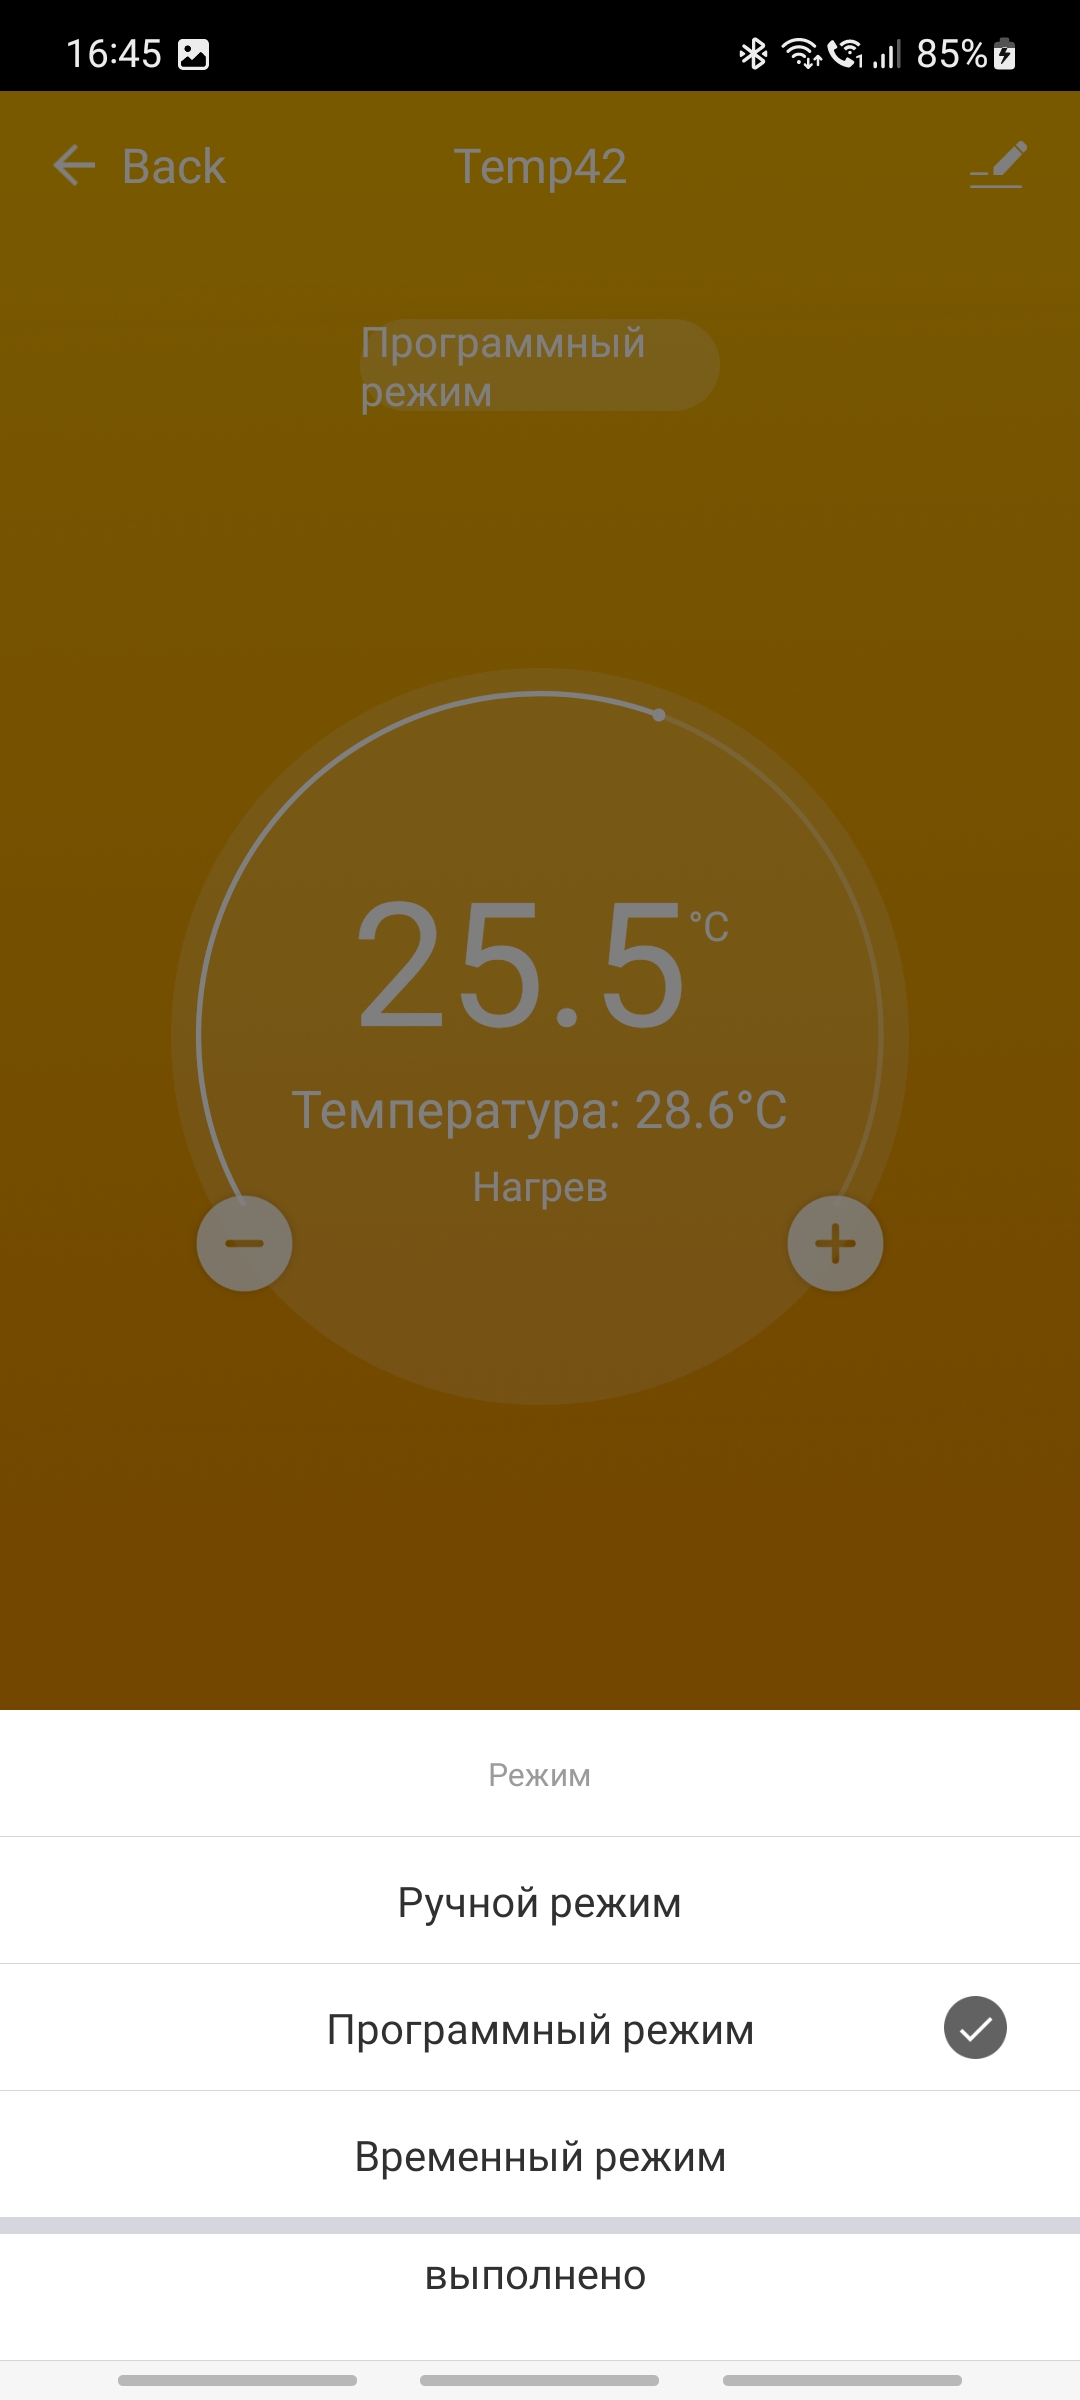 16:45
85%
Back
Temp42
Программный
режим
25.5 °C
Температура: 28.6°C
Нагрев
Режим
Ручной режим
Программный режим
Временный режим
выполнено